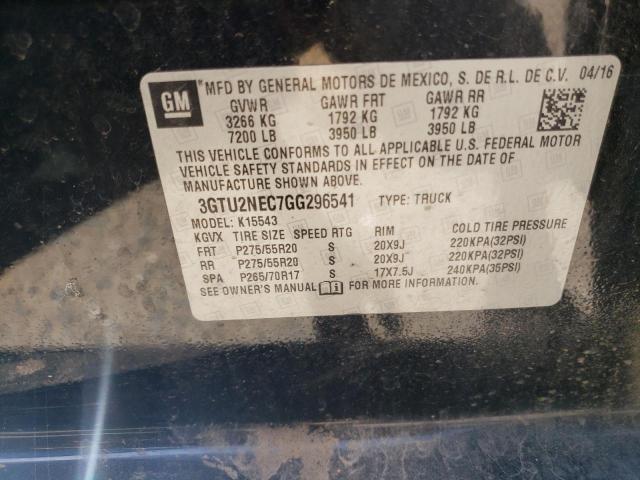 GM
*MFD BY GENERAL MOTORS DE MEXICO, S. DE R.L. DE C.V. 04/16
GVWR GAWR FRT GAWR RR
3266 KG 1792 KG 1792 KG
7200 LB 3950 LB 3950 LB
THIS VEHICLE CONFORMS TO ALL APPLICABLE U.S. FEDERAL MOTOR
VEHICLE SAFETY STANDARDS IN EFFECT ON THE DATE OF
MANUFACTURE SHOWN ABOVE.
3GTU2NEC7GG296541 TYPE: TRUCK
MODEL: K15543
KGVX TIRE SIZE SPEED RTG RIM COLD TIRE PRESSURE
FRT P275/55R20 S 20X9J 220KPA(32PSI)
RR P275/55R20 S 20X9J 220KPA(32PSI)
SPA P265/70R17 S 17X7.5J 240KPA(35PSI)
SEE OWNER'S MANUAL FOR MORE INFORMATION.